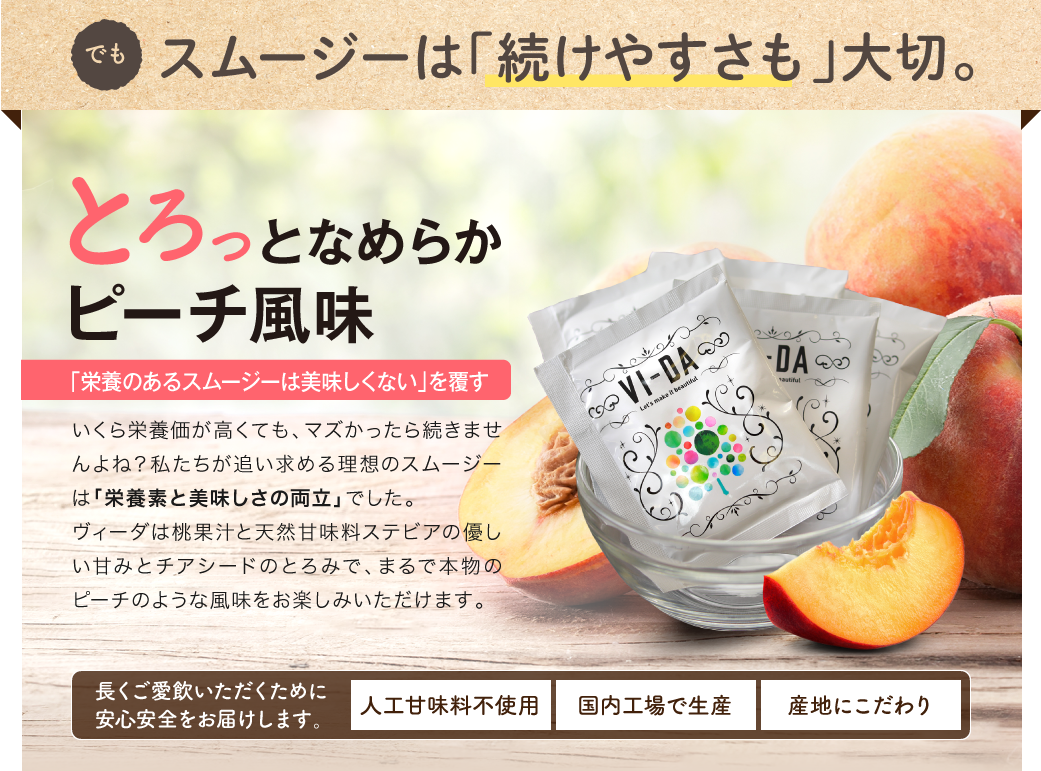 でも スムージーは「続けやすさも」大切。
とろっとなめらか
ピーチ風味
「栄養のあるスムージーは美味しくない」を覆す
いくら栄養価が高くても、マズかったら続きませ
んよね？私たちが追い求める理想のスムージー
は「栄養素と美味しさの両立」でした。
ヴィーダは桃果汁と天然甘味料ステビアの優し
い甘みとチアシードのとろみで、まるで本物の
ピーチのような風味をお楽しみいただけます。
VI-DA
Let's make it beautiful
-DA
beautiful
長くご愛飲いただくために
安心安全をお届けします。
人工甘味料不使用
国内工場で生産
産地にこだわり